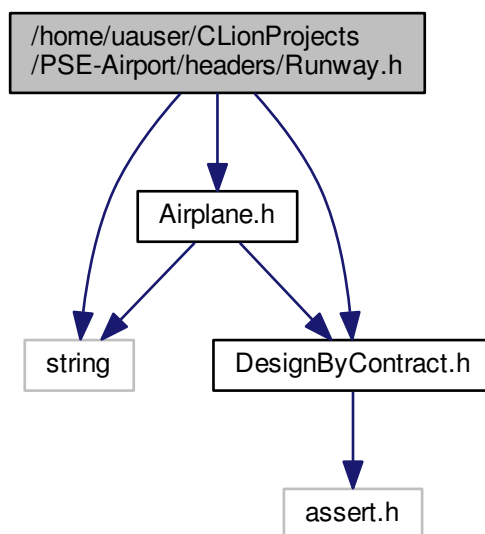 /home/uauser/CLionProjects
/PSE-Airport/headers/Runway.h
Airplane.h
string
DesignByContract.h
assert.h